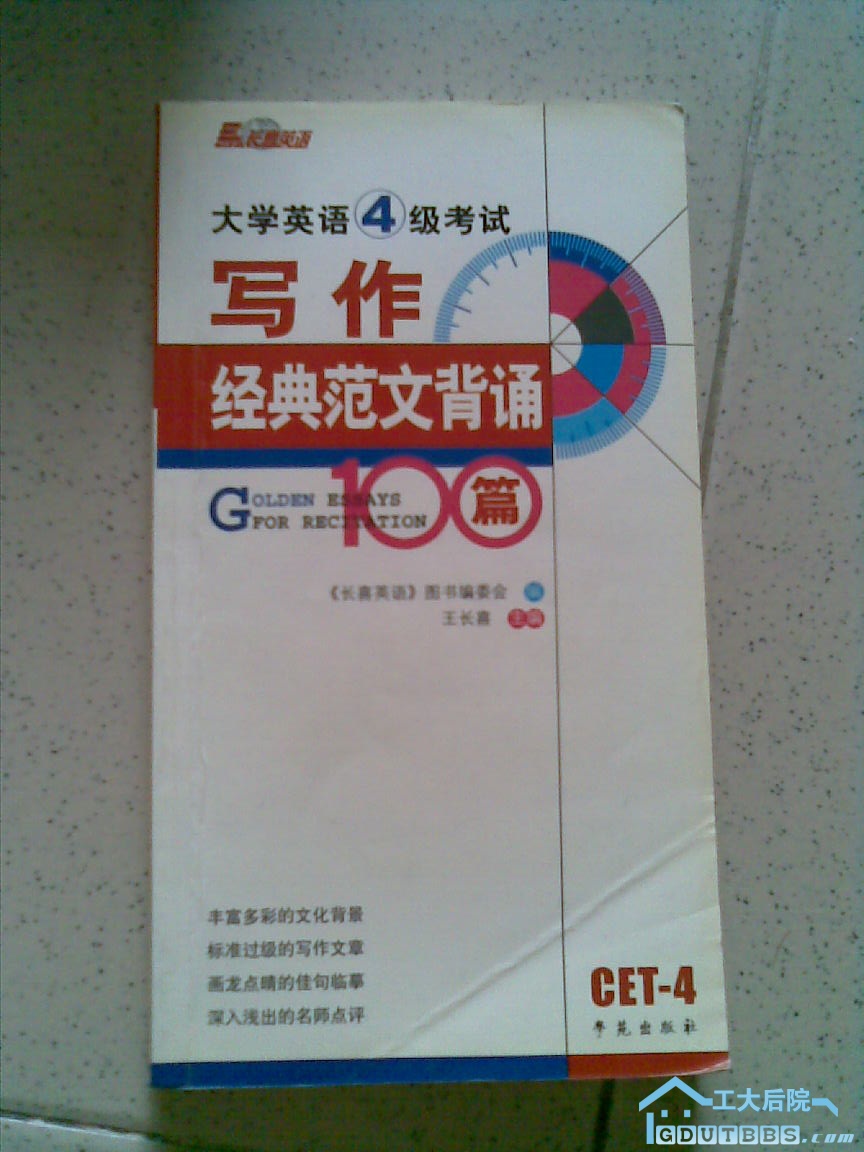 长喜英语
大学英语4级考试
写作
经典范文背诵
100篇
GOLDEN ESSAYS
FOR RECITATION
《长喜英语》图书编委会 编
王长喜 主编
丰富多彩的文化背景
标准过级的写作文章
画龙点晴的佳句临摹
深入浅出的名师点评
CET-4
学苑出版社
工大后院
GDUTBBS.com